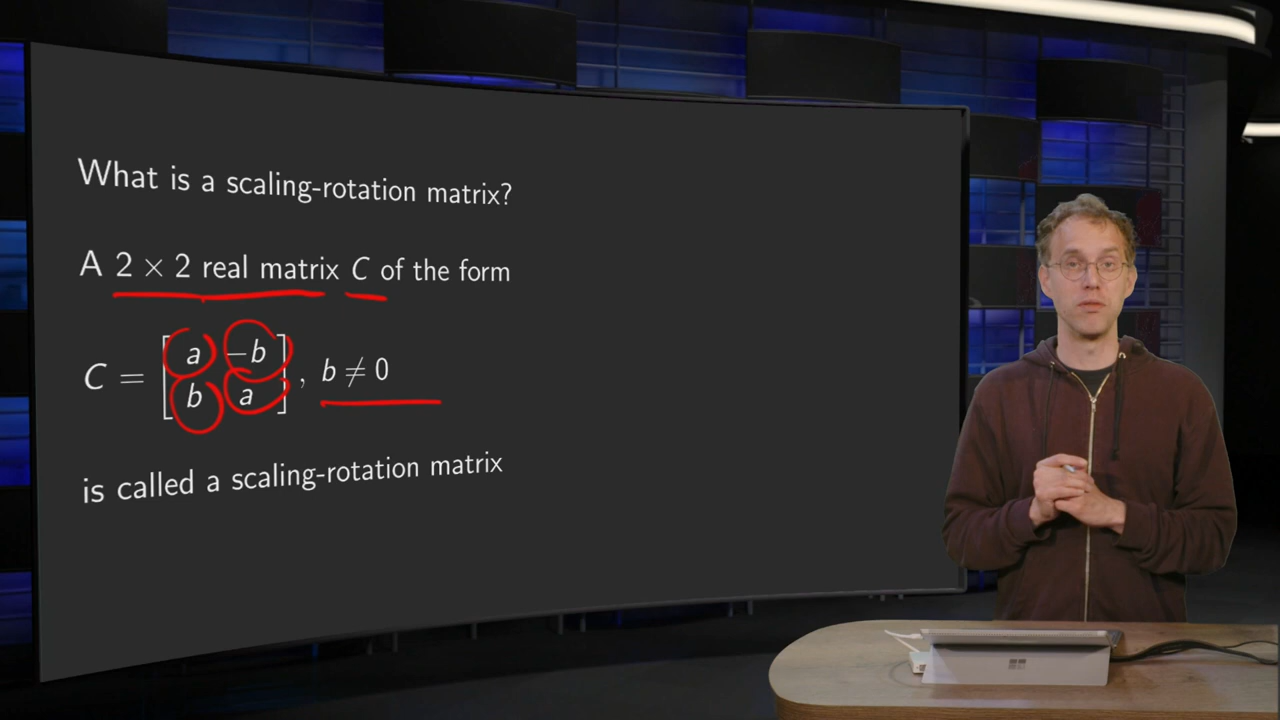 What is a scaling-rotation matrix?
A 2 × 2 real matrix C of the form
C = [a −b; b a], b ≠ 0
is called a scaling-rotation matrix